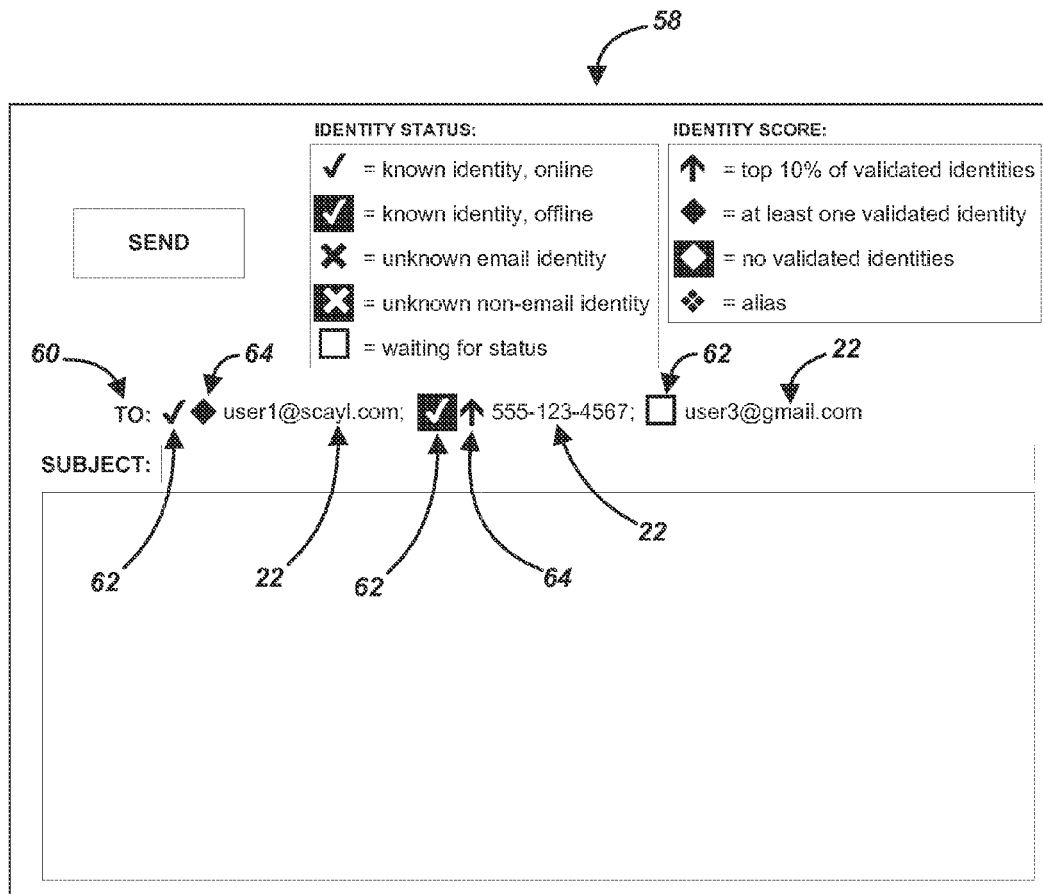 58
IDENTITY STATUS:
✓ = known identity, online
✓ = known identity, offline
✕ = unknown email identity
✕ = unknown non-email identity
☐ = waiting for status
IDENTITY SCORE:
↑ = top 10% of validated identities
◆ = at least one validated identity
◇ = no validated identities
❖ = alias
SEND
60 64 62 22
TO: ✓ ◆ user1@scayl.com; ✓ ↑ 555-123-4567; ☐ user3@gmail.com
SUBJECT:
62 22 62 64 22